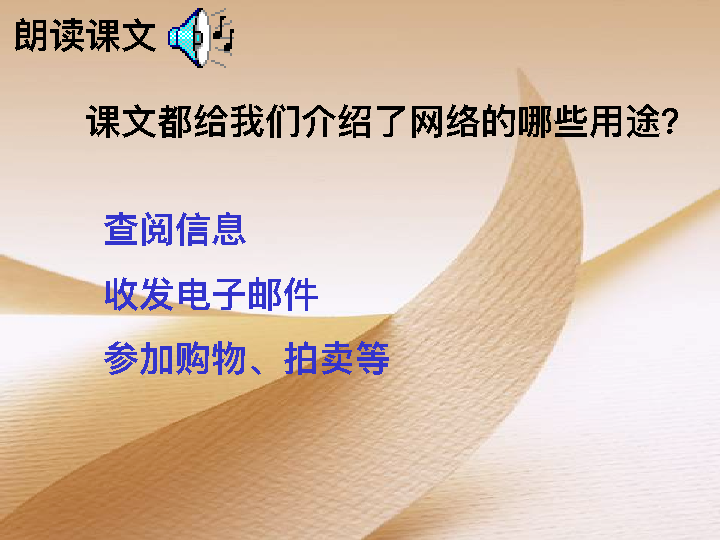 朗读课文
课文都给我们介绍了网络的哪些用途?
查阅信息
收发电子邮件
参加购物、拍卖等